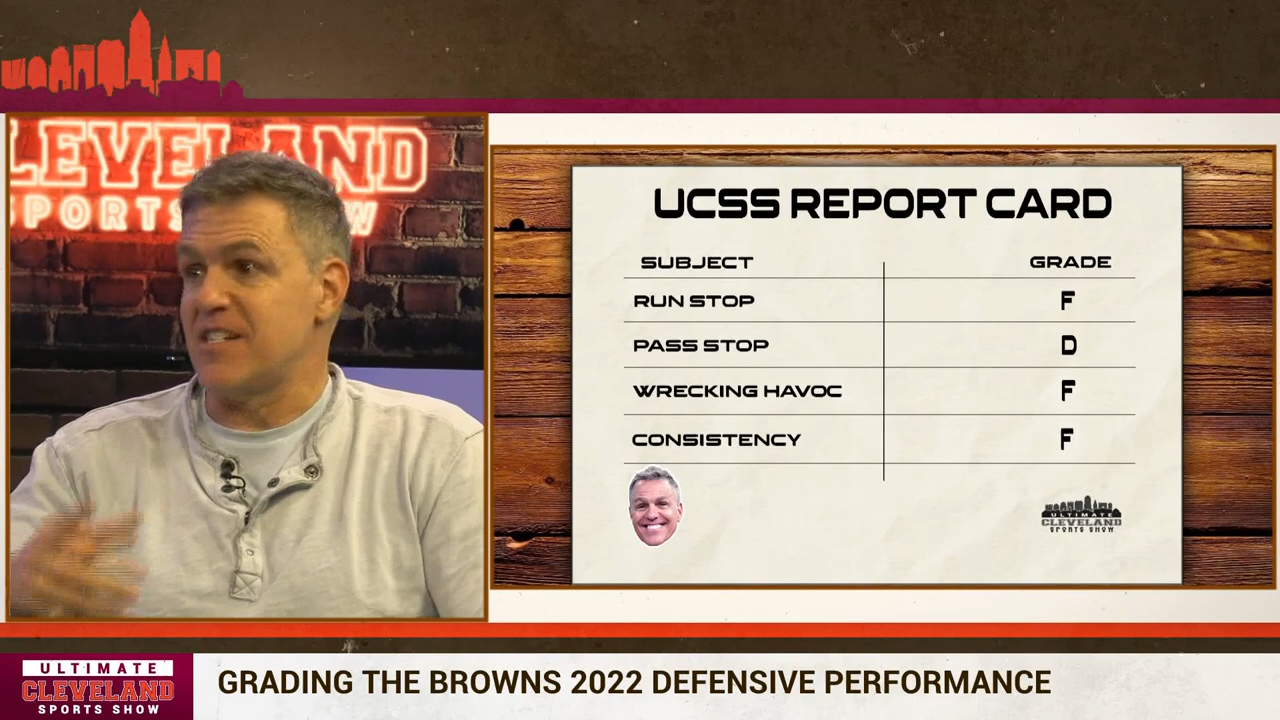 CLEVELAND
SPORTS SHOW
UCSS REPORT CARD
SUBJECT GRADE
RUN STOP F
PASS STOP D
WRECKING HAVOC F
CONSISTENCY F
ULTIMATE
CLEVELAND
SPORTS SHOW
ULTIMATE
CLEVELAND
SPORTS SHOW
GRADING THE BROWNS 2022 DEFENSIVE PERFORMANCE